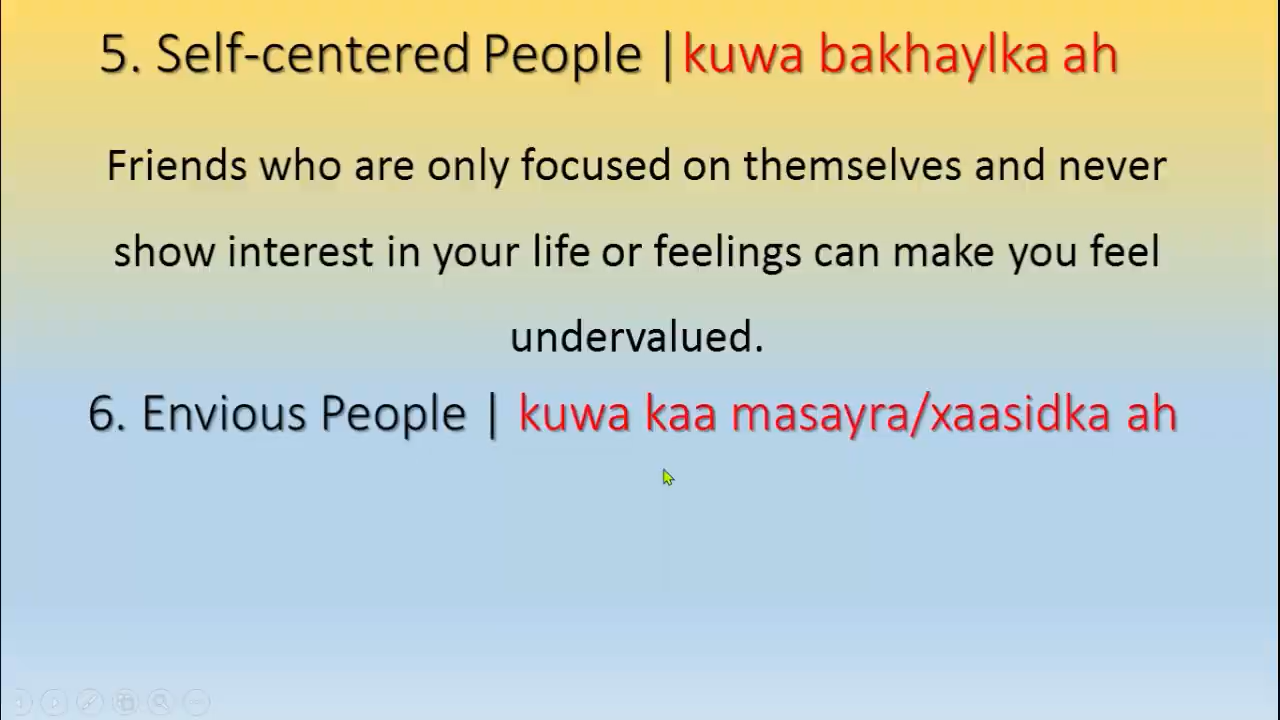 5. Self-centered People |kuwa bakhaylka ah
Friends who are only focused on themselves and never
show interest in your life or feelings can make you feel
undervalued.
6. Envious People | kuwa kaa masayra/xaasidka ah